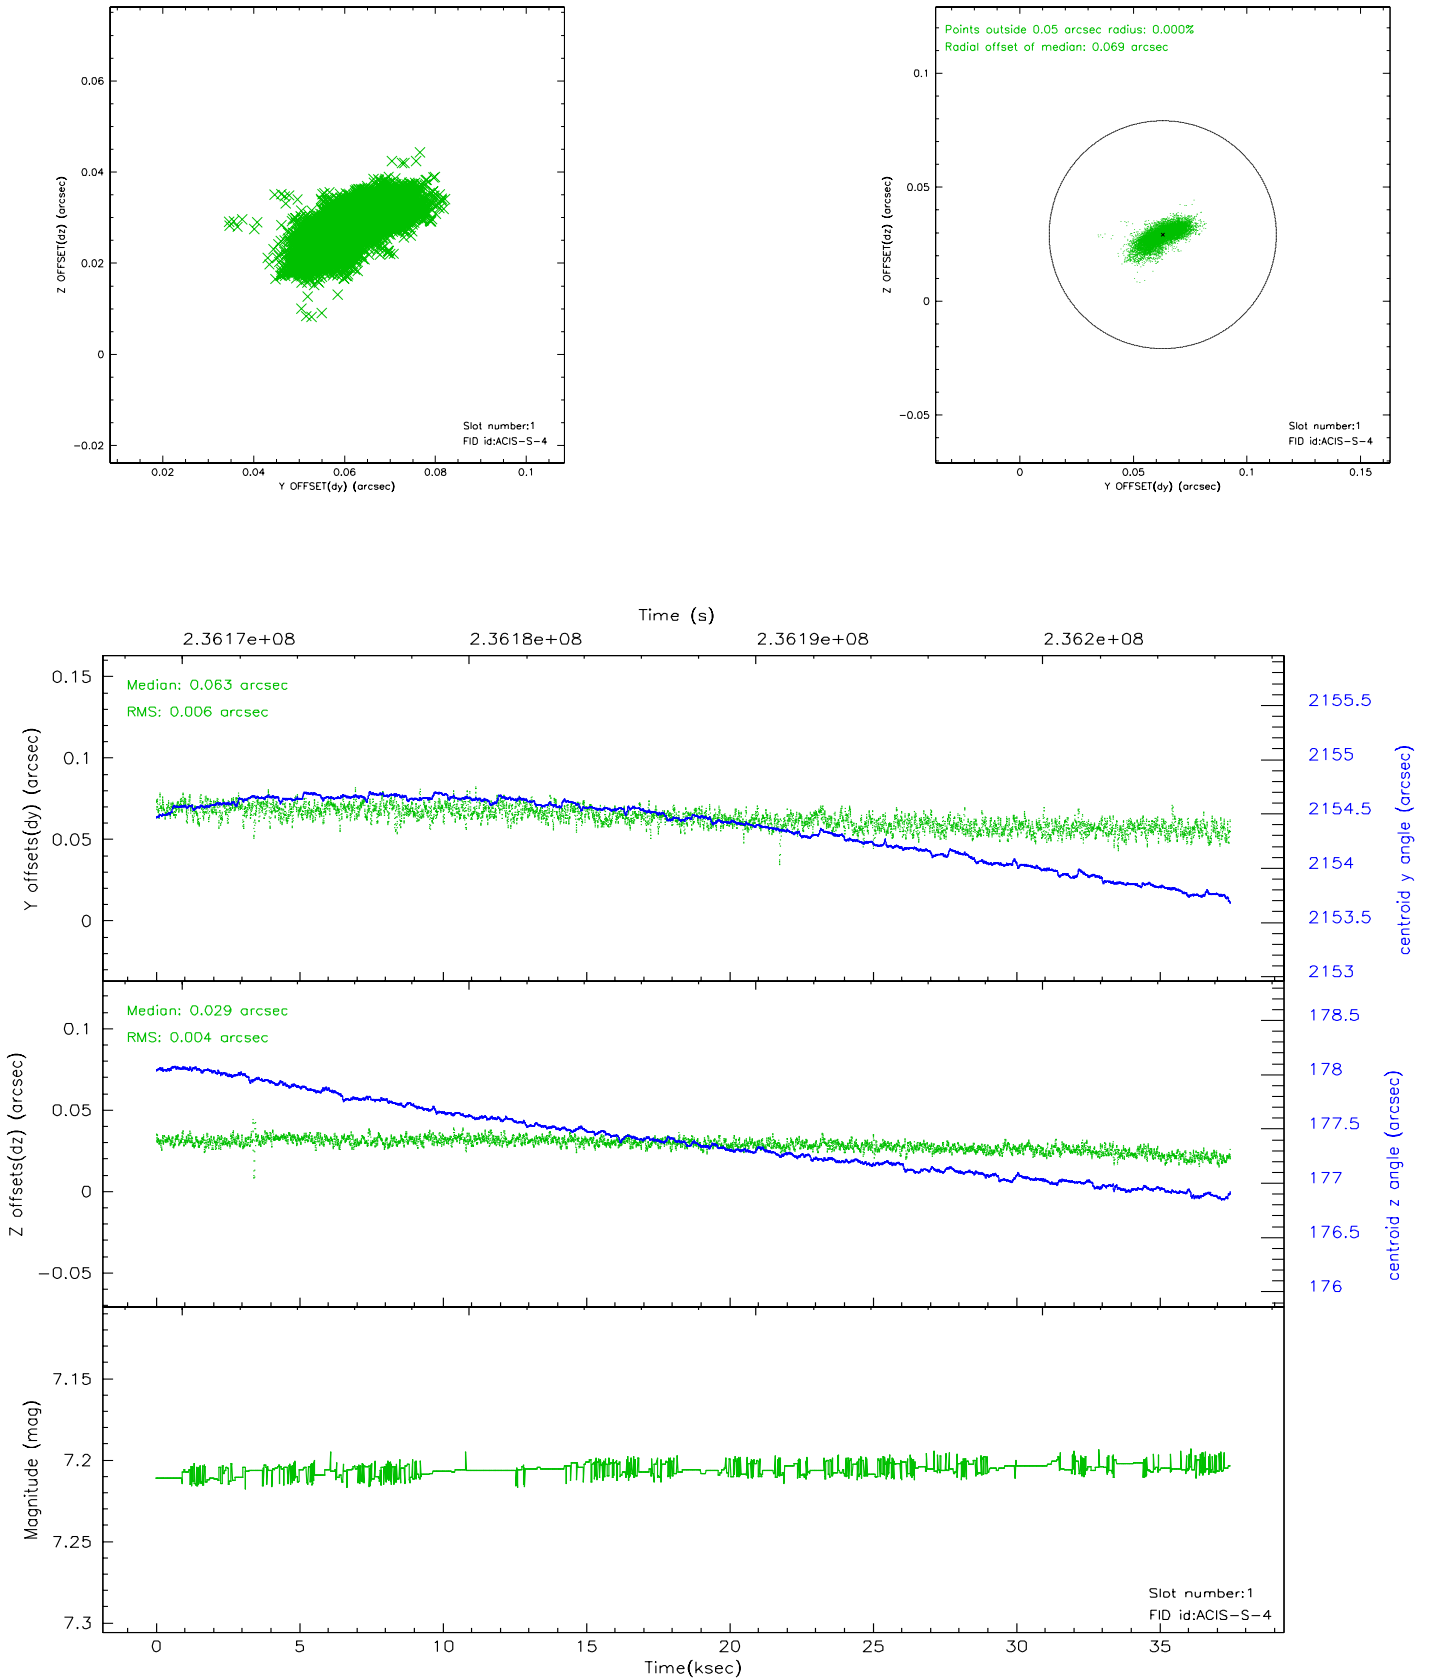 0.06
0.04
0.02
0
−0.02
Z OFFSET(dz) (arcsec)
Slot number:1
FID id:ACIS−S−4
0.02 0.04 0.06 0.08 0.1
Y OFFSET(dy) (arcsec)
Points outside 0.05 arcsec radius: 0.000%
Radial offset of median: 0.069 arcsec
0.1
0.05
0
−0.05
Z OFFSET(dz) (arcsec)
Slot number:1
FID id:ACIS−S−4
0 0.05 0.1 0.15
Y OFFSET(dy) (arcsec)
Time (s)
2.3617e+08 2.3618e+08 2.3619e+08 2.362e+08
Median: 0.063 arcsec
RMS: 0.006 arcsec
0.15
0.1
0.05
0
Y offsets(dy) (arcsec)
2155.5
2155
2154.5
2154
2153.5
2153
centroid y angle (arcsec)
Median: 0.029 arcsec
RMS: 0.004 arcsec
0.1
0.05
0
−0.05
Z offsets(dz) (arcsec)
178.5
178
177.5
177
176.5
176
centroid z angle (arcsec)
7.15
7.2
7.25
7.3
Magnitude (mag)
Slot number:1
FID id:ACIS−S−4
0 5 10 15 20 25 30 35
Time(ksec)